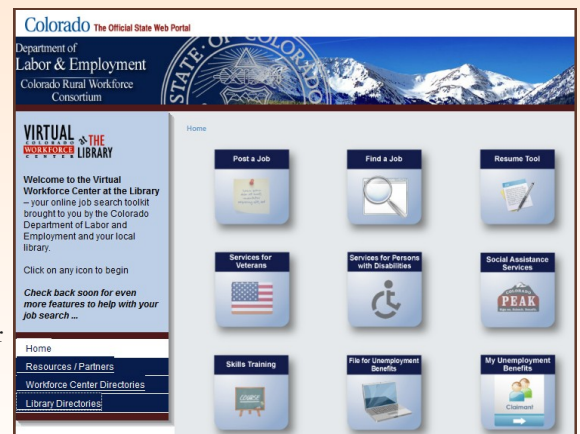 Colorado The Official State Web Portal
Department of
Labor & Employment
Colorado Rural Workforce
Consortium
STATE · OF · COLORADO
VIRTUAL
COLORADO
WORKFORCE
CENTER
at THE
LIBRARY
Welcome to the Virtual
Workforce Center at the Library
– your online job search toolkit
brought to you by the Colorado
Department of Labor and
Employment and your local
library.
Click on any icon to begin
Check back soon for even
more features to help with your
job search ...
Home
Resources / Partners
Workforce Center Directories
Library Directories
Home
Post a Job
Find a Job
Resume Tool
Services for
Veterans
Services for Persons
with Disabilities
Social Assistance
Services
COLORADO
PEAK
Skills Training
COURSE
File for Unemployment
Benefits
My Unemployment
Benefits
Claimant